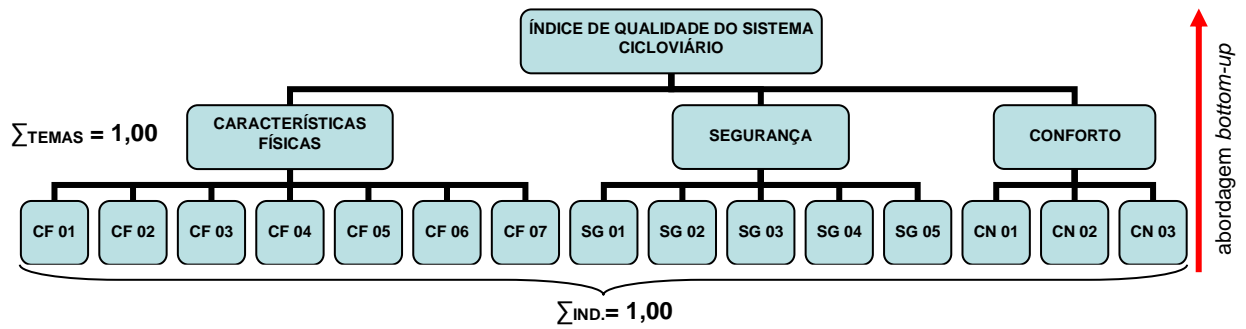 ÍNDICE DE QUALIDADE DO SISTEMA
CICLOVIÁRIO
∑TEMAS = 1,00
CARACTERÍSTICAS
FÍSICAS
SEGURANÇA
CONFORTO
CF 01
CF 02
CF 03
CF 04
CF 05
CF 06
CF 07
SG 01
SG 02
SG 03
SG 04
SG 05
CN 01
CN 02
CN 03
∑IND.= 1,00
abordagem bottom-up